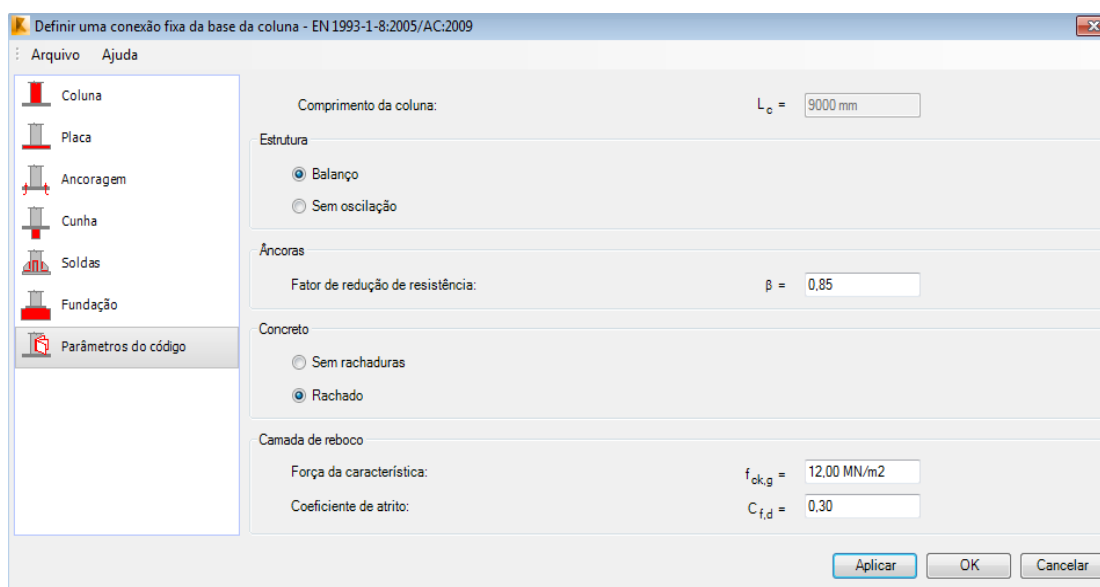 Definir uma conexão fixa da base da coluna - EN 1993-1-8:2005/AC:2009
Arquivo Ajuda
Coluna
Placa
Ancoragem
Cunha
Soldas
Fundação
Parâmetros do código
Comprimento da coluna: L c = 9000 mm
Estrutura
Balanço
Sem oscilação
Âncoras
Fator de redução de resistência: β = 0,85
Concreto
Sem rachaduras
Rachado
Camada de reboco
Força da característica: f ck,g = 12,00 MN/m2
Coeficiente de atrito: C f,d = 0,30
Aplicar OK Cancelar